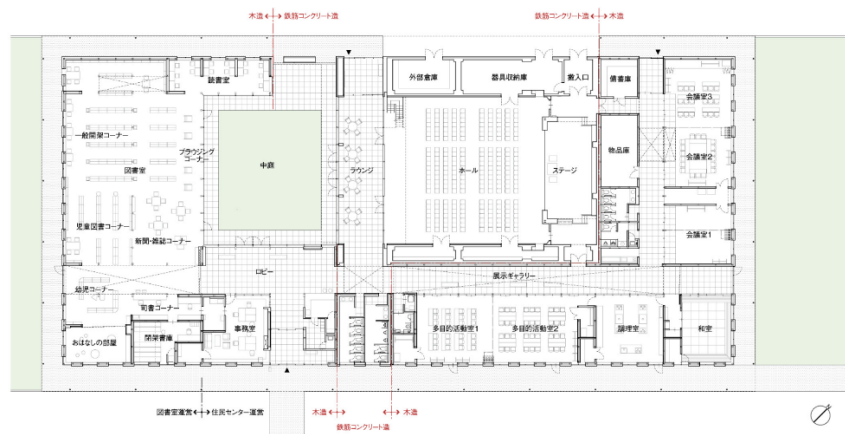 木造 ⟷ 鉄筋コンクリート造
鉄筋コンクリート造 ⟷ 木造
読書室
外部倉庫
器具収納庫
搬入口
備蓄庫
会議室3
一般開架コーナー
ブラウジング
コーナー
図書室
中庭
ラウンジ
ホール
ステージ
物品庫
会議室2
児童図書コーナー
新聞・雑誌コーナー
会議室1
ロビー
展示ギャラリー
幼児コーナー
司書コーナー
事務室
多目的活動室1
多目的活動室2
調理室
和室
おはなしの部屋
閉架書庫
図書室運営 ⟷ 住民センター運営
木造 ⟷ ⟷ 木造
鉄筋コンクリート造